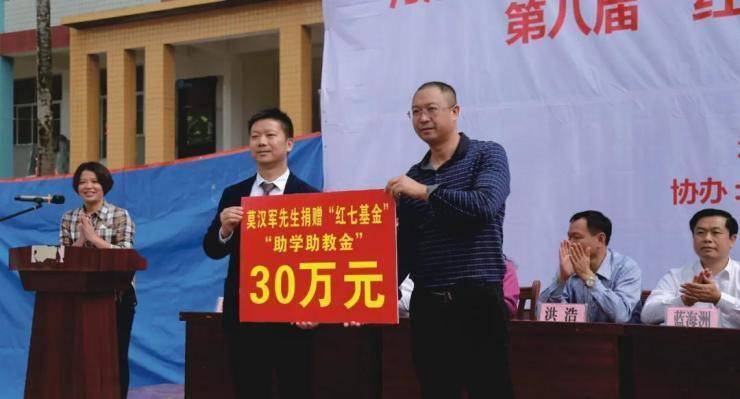 第八届“红
协办：
莫汉军先生捐赠“红七基金”
“助学助教金”
30万元
洪 浩
蓝海洲